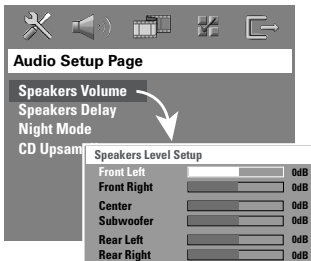 Audio Setup Page
Speakers Volume
Speakers Delay
Night Mode
CD Upsam
Speakers Level Setup
Front Left 0dB
Front Right 0dB
Center 0dB
Subwoofer 0dB
Rear Left 0dB
Rear Right 0dB